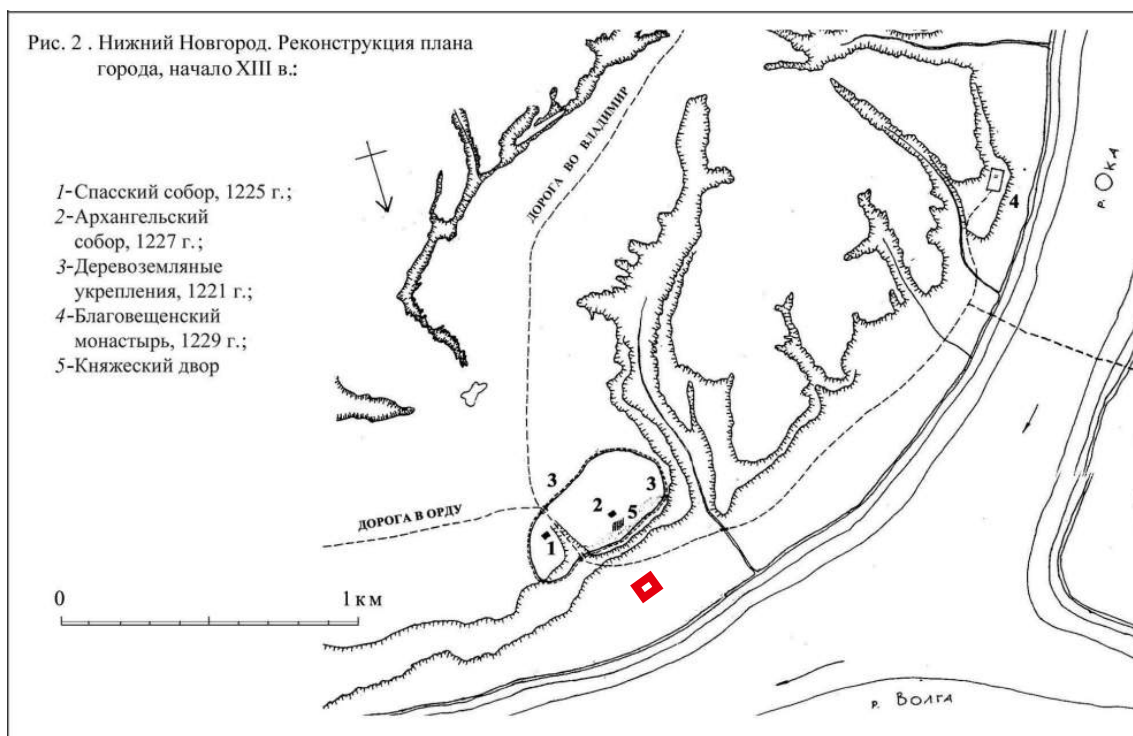 Рис. 2 . Нижний Новгород. Реконструкция плана
города, начало XIII в.:
1-Спасский собор, 1225 г.;
2-Архангельский
собор, 1227 г.;
3-Деревоземляные
укрепления, 1221 г.;
4-Благовещенский
монастырь, 1229 г.;
5-Княжеский двор
ДОРОГА ВО ВЛАДИМИР
р. ОКА
4
3
3
2
5
ДОРОГА В ОРДУ
1
0
1 км
р. ВОЛГА